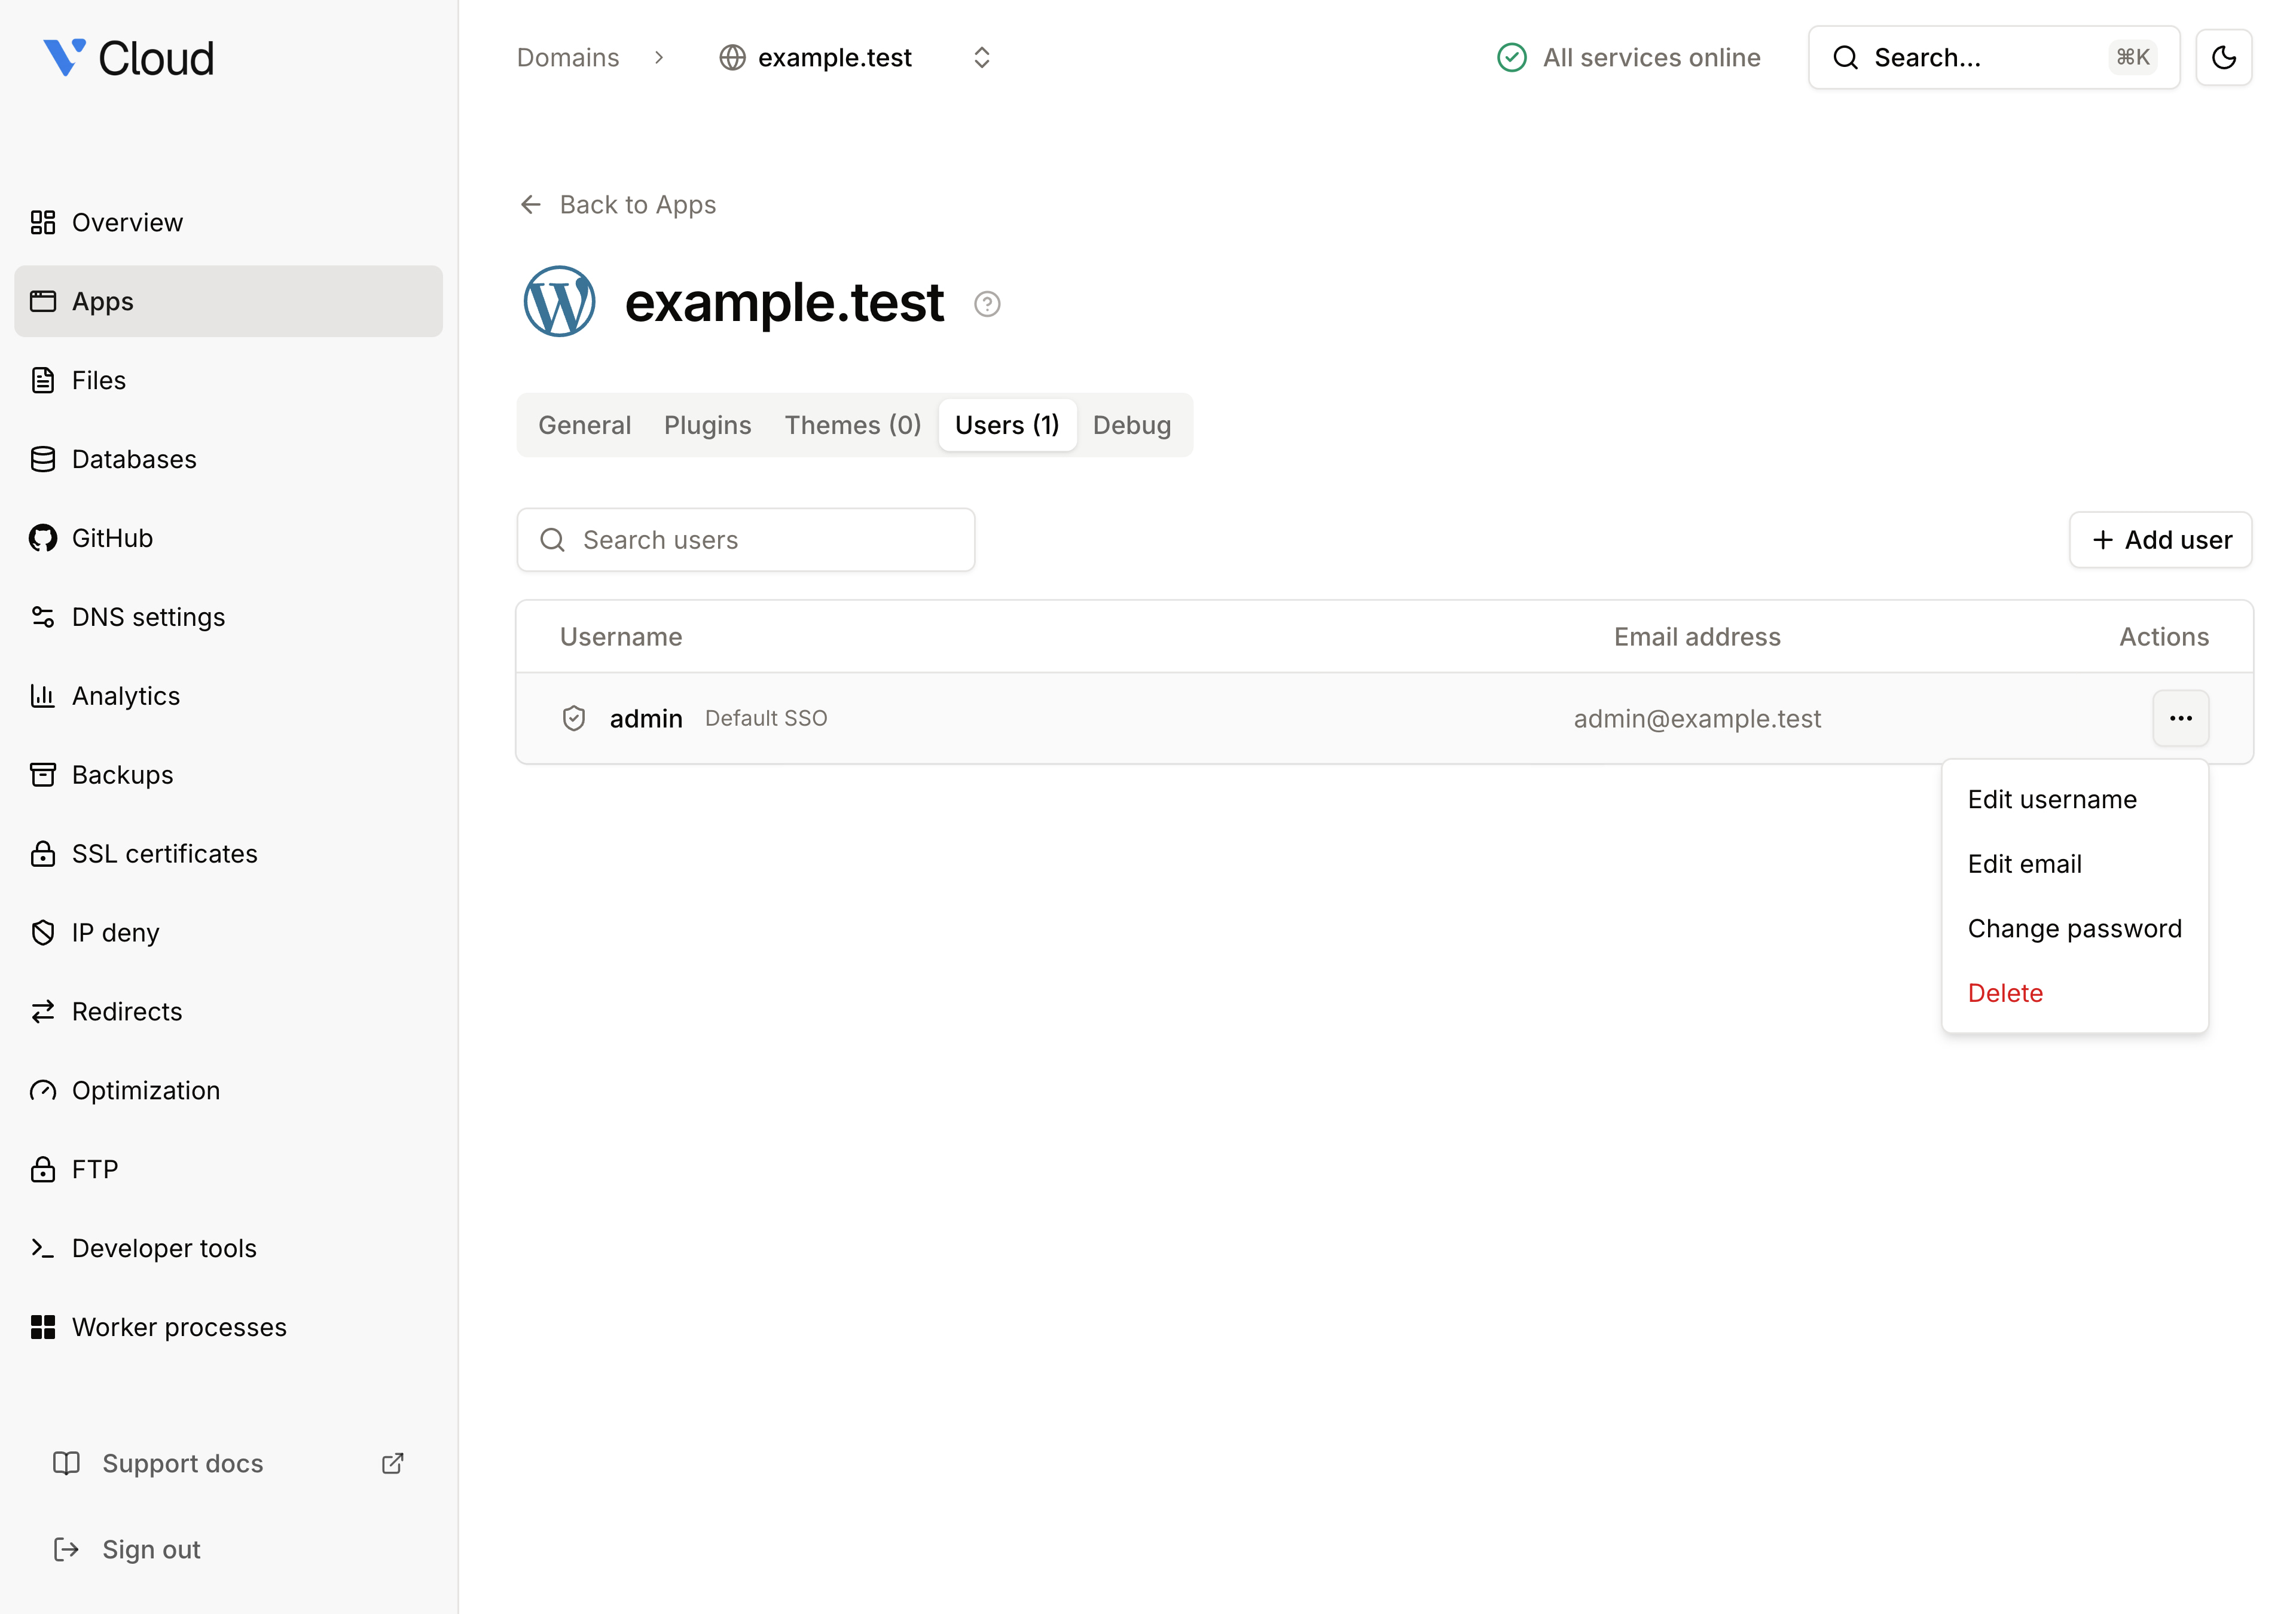 Cloud
Domains
example.test
All services online
Search...
⌘K
Overview
Apps
Files
Databases
GitHub
DNS settings
Analytics
Backups
SSL certificates
IP deny
Redirects
Optimization
FTP
Developer tools
Worker processes
Support docs
Sign out
Back to Apps
example.test
General
Plugins
Themes (0)
Users (1)
Debug
Search users
Add user
Username
Email address
Actions
admin
Default SSO
admin@example.test
Edit username
Edit email
Change password
Delete